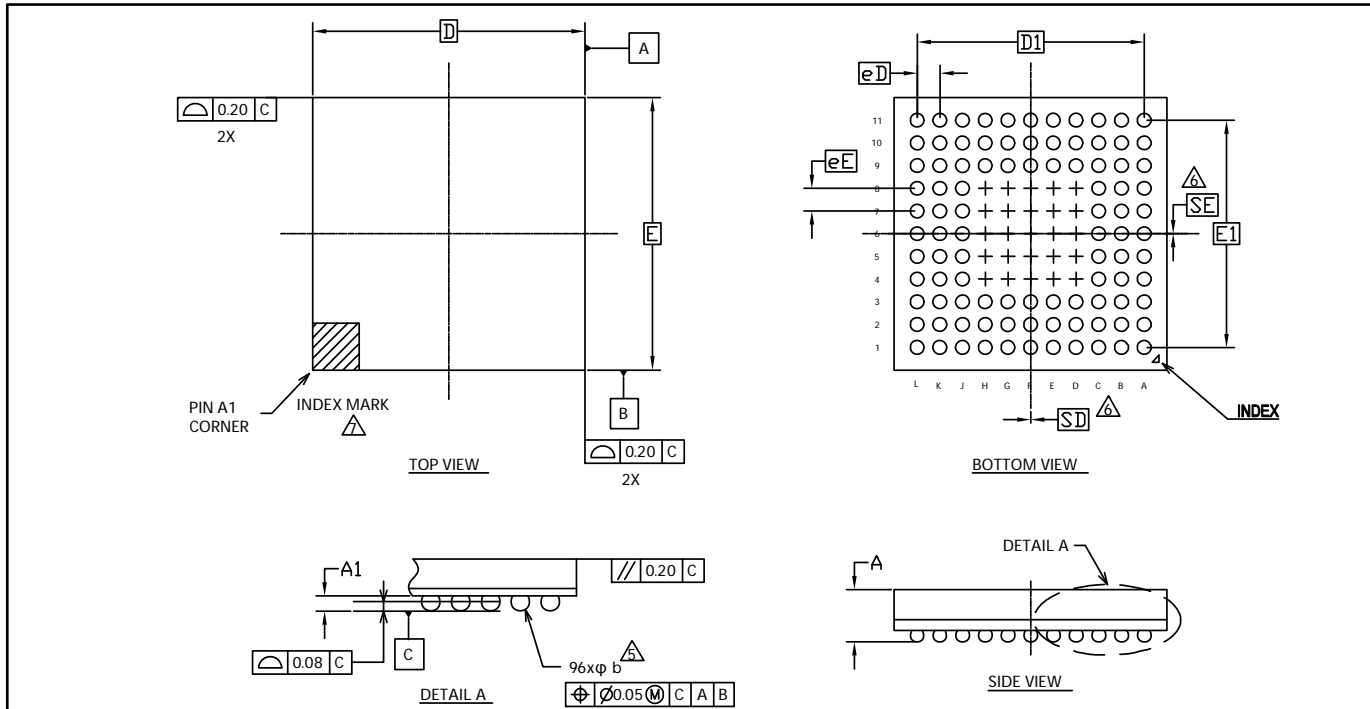 D
A
0.20 C
2X
E
PIN A1
CORNER
INDEX MARK
7
B
0.20 C
2X
TOP VIEW
D1
eD
eE
11
10
9
8
7
6
5
4
3
2
1
6
SE
E1
L K J H G F E D C B A
6
SD
INDEX
BOTTOM VIEW
A1
// 0.20 C
0.08 C
C
5
96xφ b
⌖ Ø0.05 Ⓜ C A B
DETAIL A
DETAIL A
A
SIDE VIEW